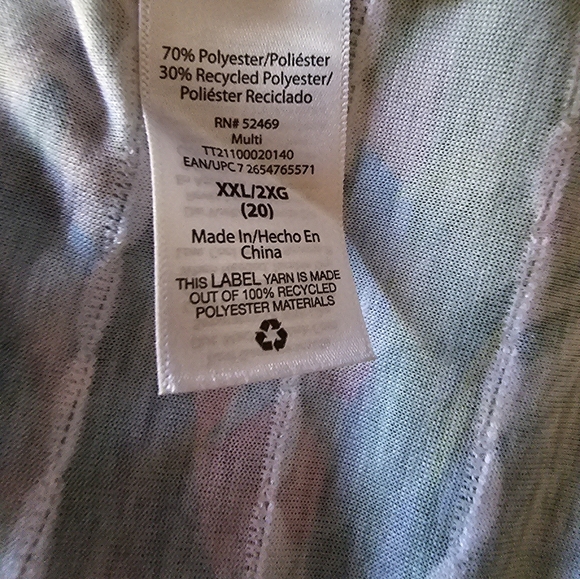 70% Polyester/Poliéster
30% Recycled Polyester/
Poliéster Reciclado
RN# 52469
Multi
TT21100020140
EAN/UPC 7 2654765571
XXL/2XG
(20)
Made In/Hecho En
China
THIS LABEL YARN IS MADE
OUT OF 100% RECYCLED
POLYESTER MATERIALS